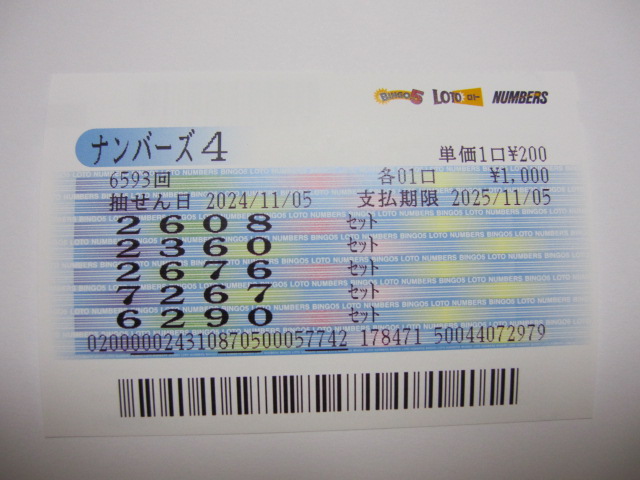 BINGO5 LOTO ロト NUMBERS
ナンバーズ4 単価1口¥200
6593回 各01口 ¥1,000
抽せん日 2024/11/05 支払期限 2025/11/05
2608 セット
2360 セット
2676 セット
7267 セット
6290 セット
020000024310870500057742 178471 50044072979